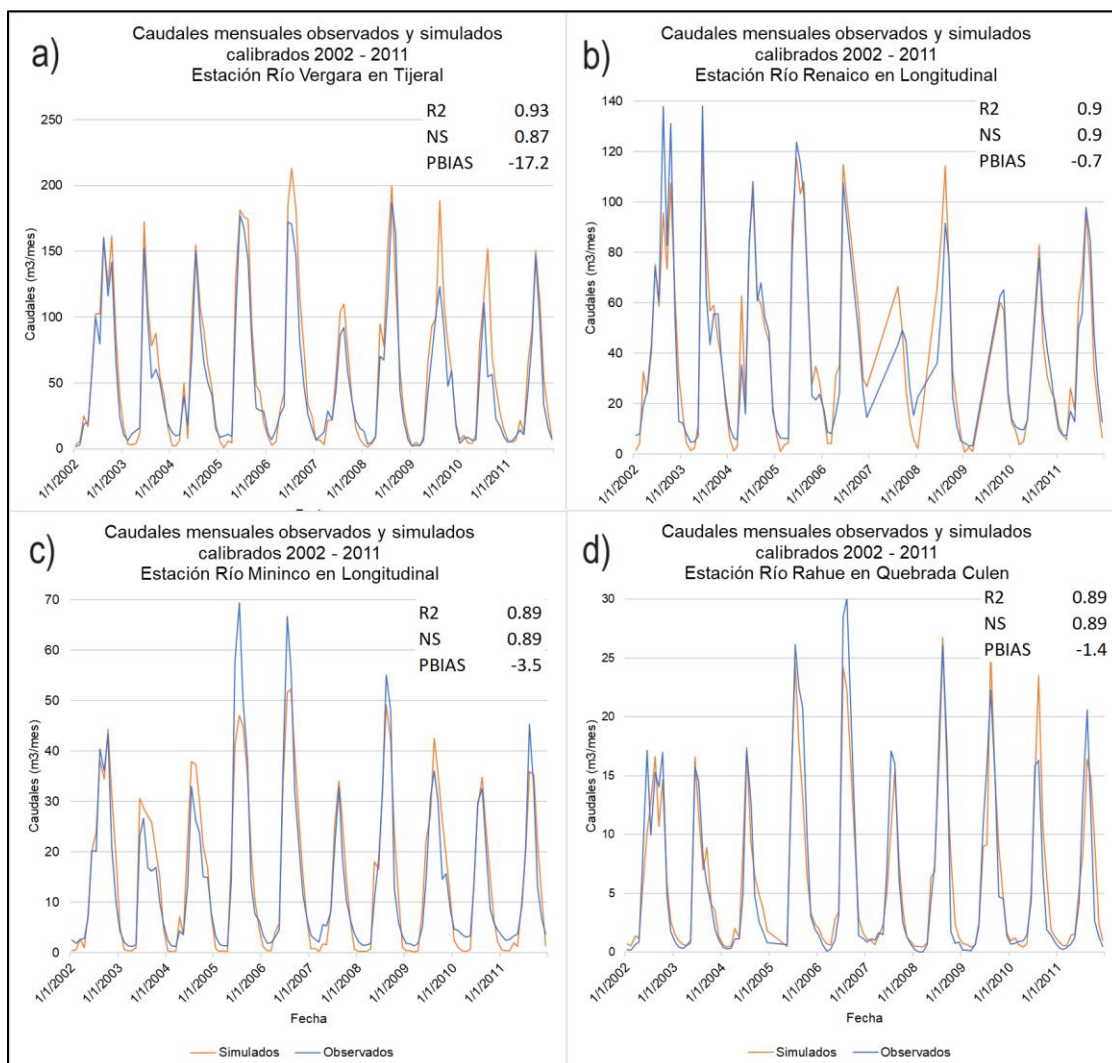 a)
Caudales mensuales observados y simulados
calibrados 2002 - 2011
Estación Río Vergara en Tijeral
R2 0.93
NS 0.87
PBIAS -17.2
Caudales (m3/mes)
250
200
150
100
50
0
1/1/2002
1/1/2003
1/1/2004
1/1/2005
1/1/2006
1/1/2007
1/1/2008
1/1/2009
1/1/2010
1/1/2011
b)
Caudales mensuales observados y simulados
calibrados 2002 - 2011
Estación Río Renaico en Longitudinal
R2 0.9
NS 0.9
PBIAS -0.7
Caudales (m3/mes)
140
120
100
80
60
40
20
0
1/1/2002
1/1/2003
1/1/2004
1/1/2005
1/1/2006
1/1/2007
1/1/2008
1/1/2009
1/1/2010
1/1/2011
c)
Caudales mensuales observados y simulados
calibrados 2002 - 2011
Estación Río Mininco en Longitudinal
R2 0.89
NS 0.89
PBIAS -3.5
Caudales (m3/mes)
70
60
50
40
30
20
10
0
1/1/2002
1/1/2003
1/1/2004
1/1/2005
1/1/2006
1/1/2007
1/1/2008
1/1/2009
1/1/2010
1/1/2011
Fecha
Simulados Observados
d)
Caudales mensuales observados y simulados
calibrados 2002 - 2011
Estación Río Rahue en Quebrada Culen
R2 0.89
NS 0.89
PBIAS -1.4
Caudales (m3/mes)
30
25
20
15
10
5
0
1/1/2002
1/1/2003
1/1/2004
1/1/2005
1/1/2006
1/1/2007
1/1/2008
1/1/2009
1/1/2010
1/1/2011
Fecha
Simulados Observados